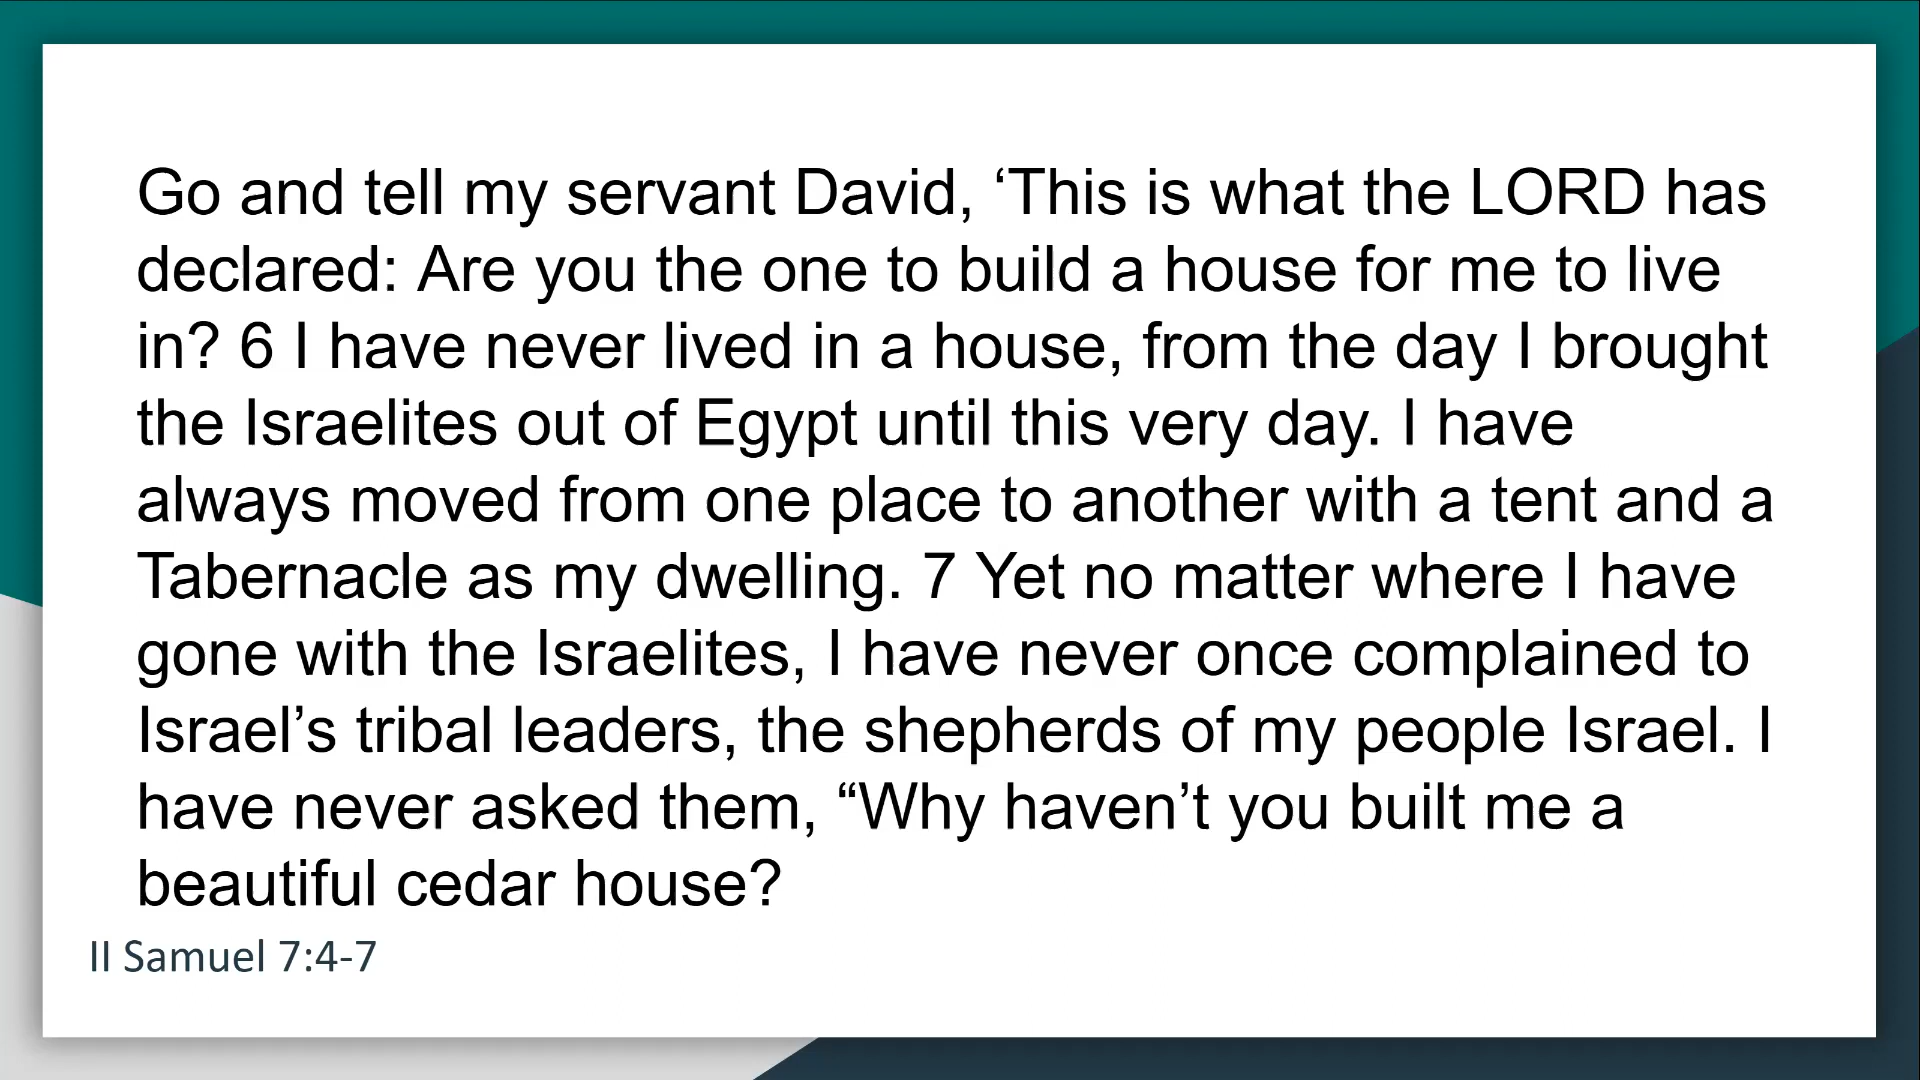 Go and tell my servant David, ‘This is what the LORD has
declared: Are you the one to build a house for me to live
in? 6 I have never lived in a house, from the day I brought
the Israelites out of Egypt until this very day. I have
always moved from one place to another with a tent and a
Tabernacle as my dwelling. 7 Yet no matter where I have
gone with the Israelites, I have never once complained to
Israel’s tribal leaders, the shepherds of my people Israel. I
have never asked them, “Why haven’t you built me a
beautiful cedar house?
II Samuel 7:4-7